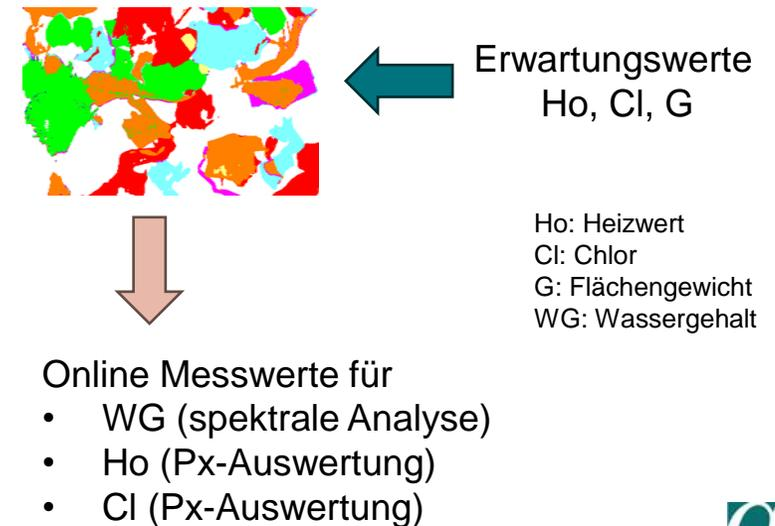 Erwartungswerte
Ho, Cl, G
Ho: Heizwert
Cl: Chlor
G: Flächengewicht
WG: Wassergehalt
Online Messwerte für
• WG (spektrale Analyse)
• Ho (Px-Auswertung)
• Cl (Px-Auswertung)